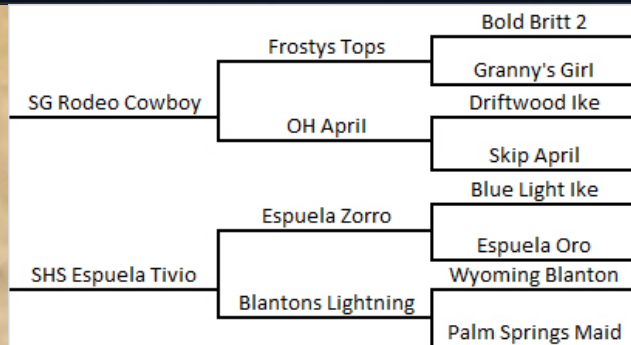 Bold Britt 2
Frostys Tops
Granny's Girl
SG Rodeo Cowboy
Driftwood Ike
OH April
Skip April
Blue Light Ike
Espuela Zorro
Espuela Oro
SHS Espuela Tivio
Wyoming Blanton
Blantons Lightning
Palm Springs Maid